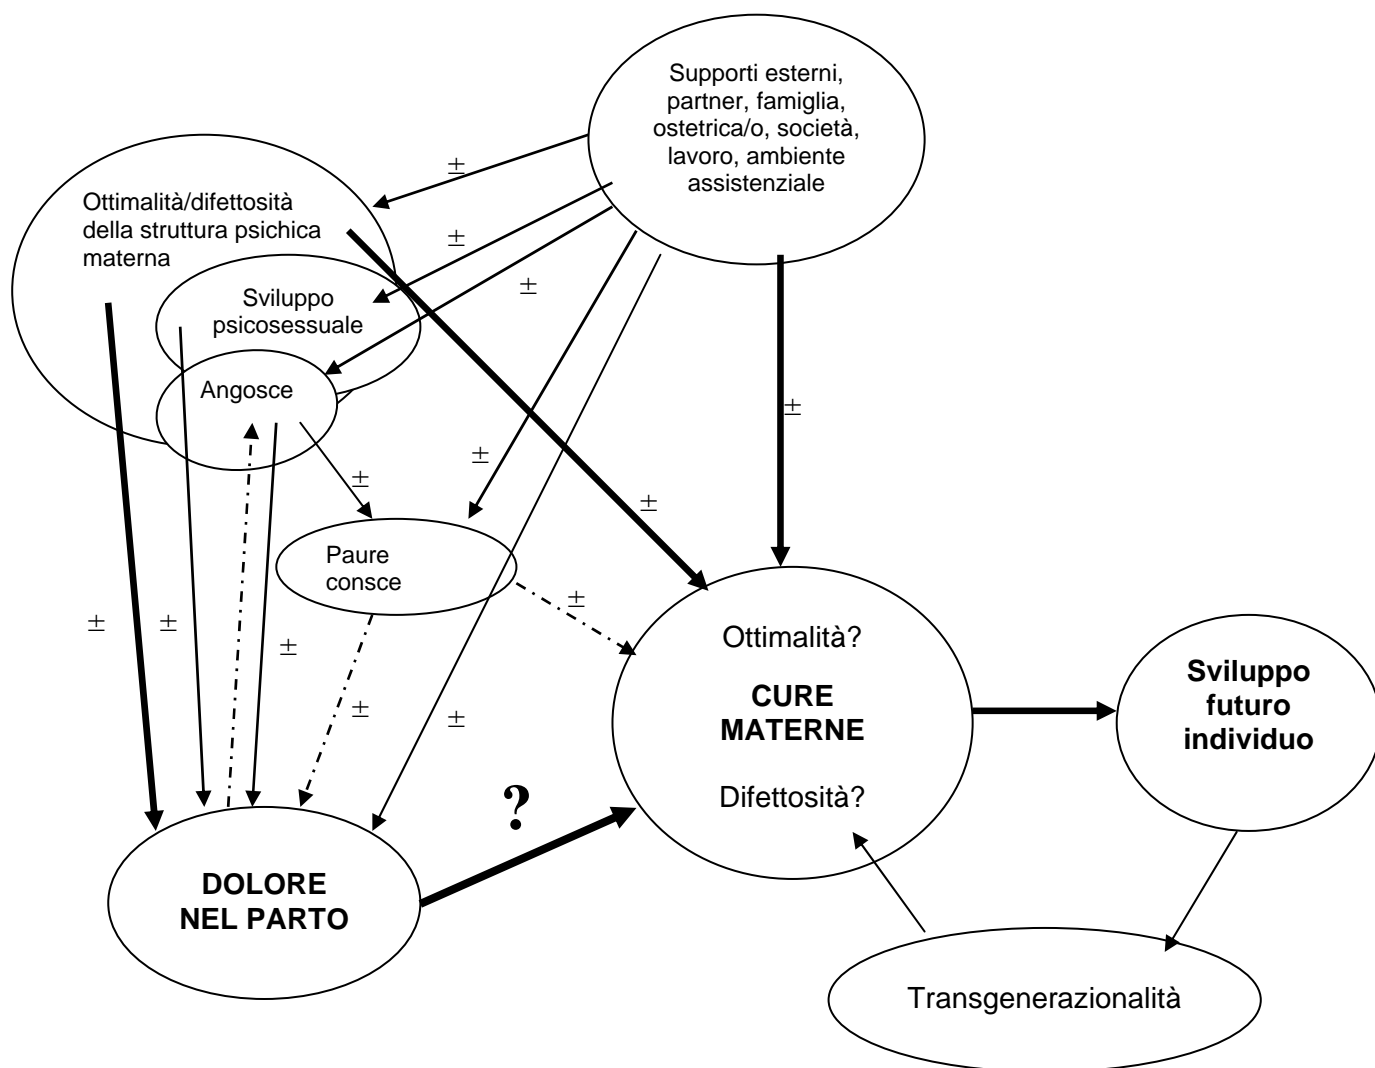 Supporti esterni,
partner, famiglia,
ostetrica/o, società,
lavoro, ambiente
assistenziale
±
Ottimalità/difettosità
della struttura psichica
materna
±
±
Sviluppo
psicosessuale
Angosce
±
±
±
±
Paure
consce
±
±
±
±
±
±
Ottimalità?
CURE
MATERNE
Difettosità?
Sviluppo
futuro
individuo
?
DOLORE
NEL PARTO
Transgenerazionalità